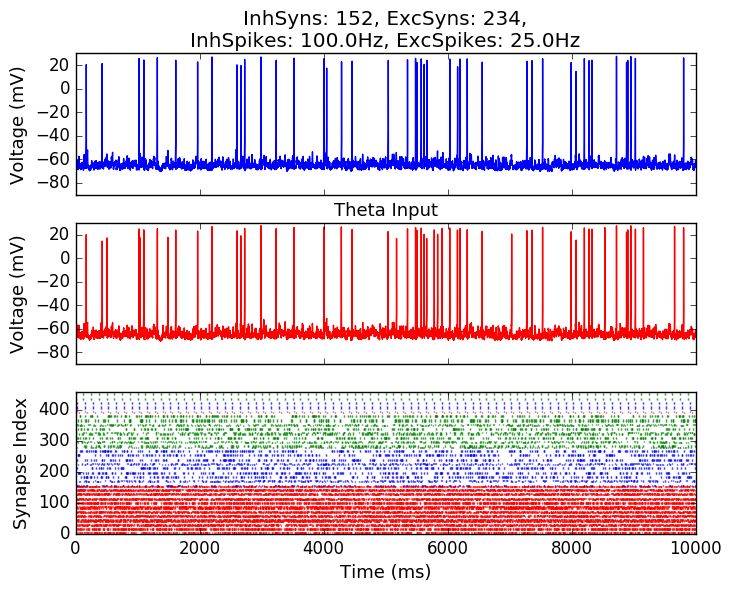 InhSyns: 152, ExcSyns: 234,
InhSpikes: 100.0Hz, ExcSpikes: 25.0Hz
Voltage (mV)
20
0
−20
−40
−60
−80
Theta Input
Voltage (mV)
20
0
−20
−40
−60
−80
Synapse Index
400
300
200
100
0
0 2000 4000 6000 8000 10000
Time (ms)